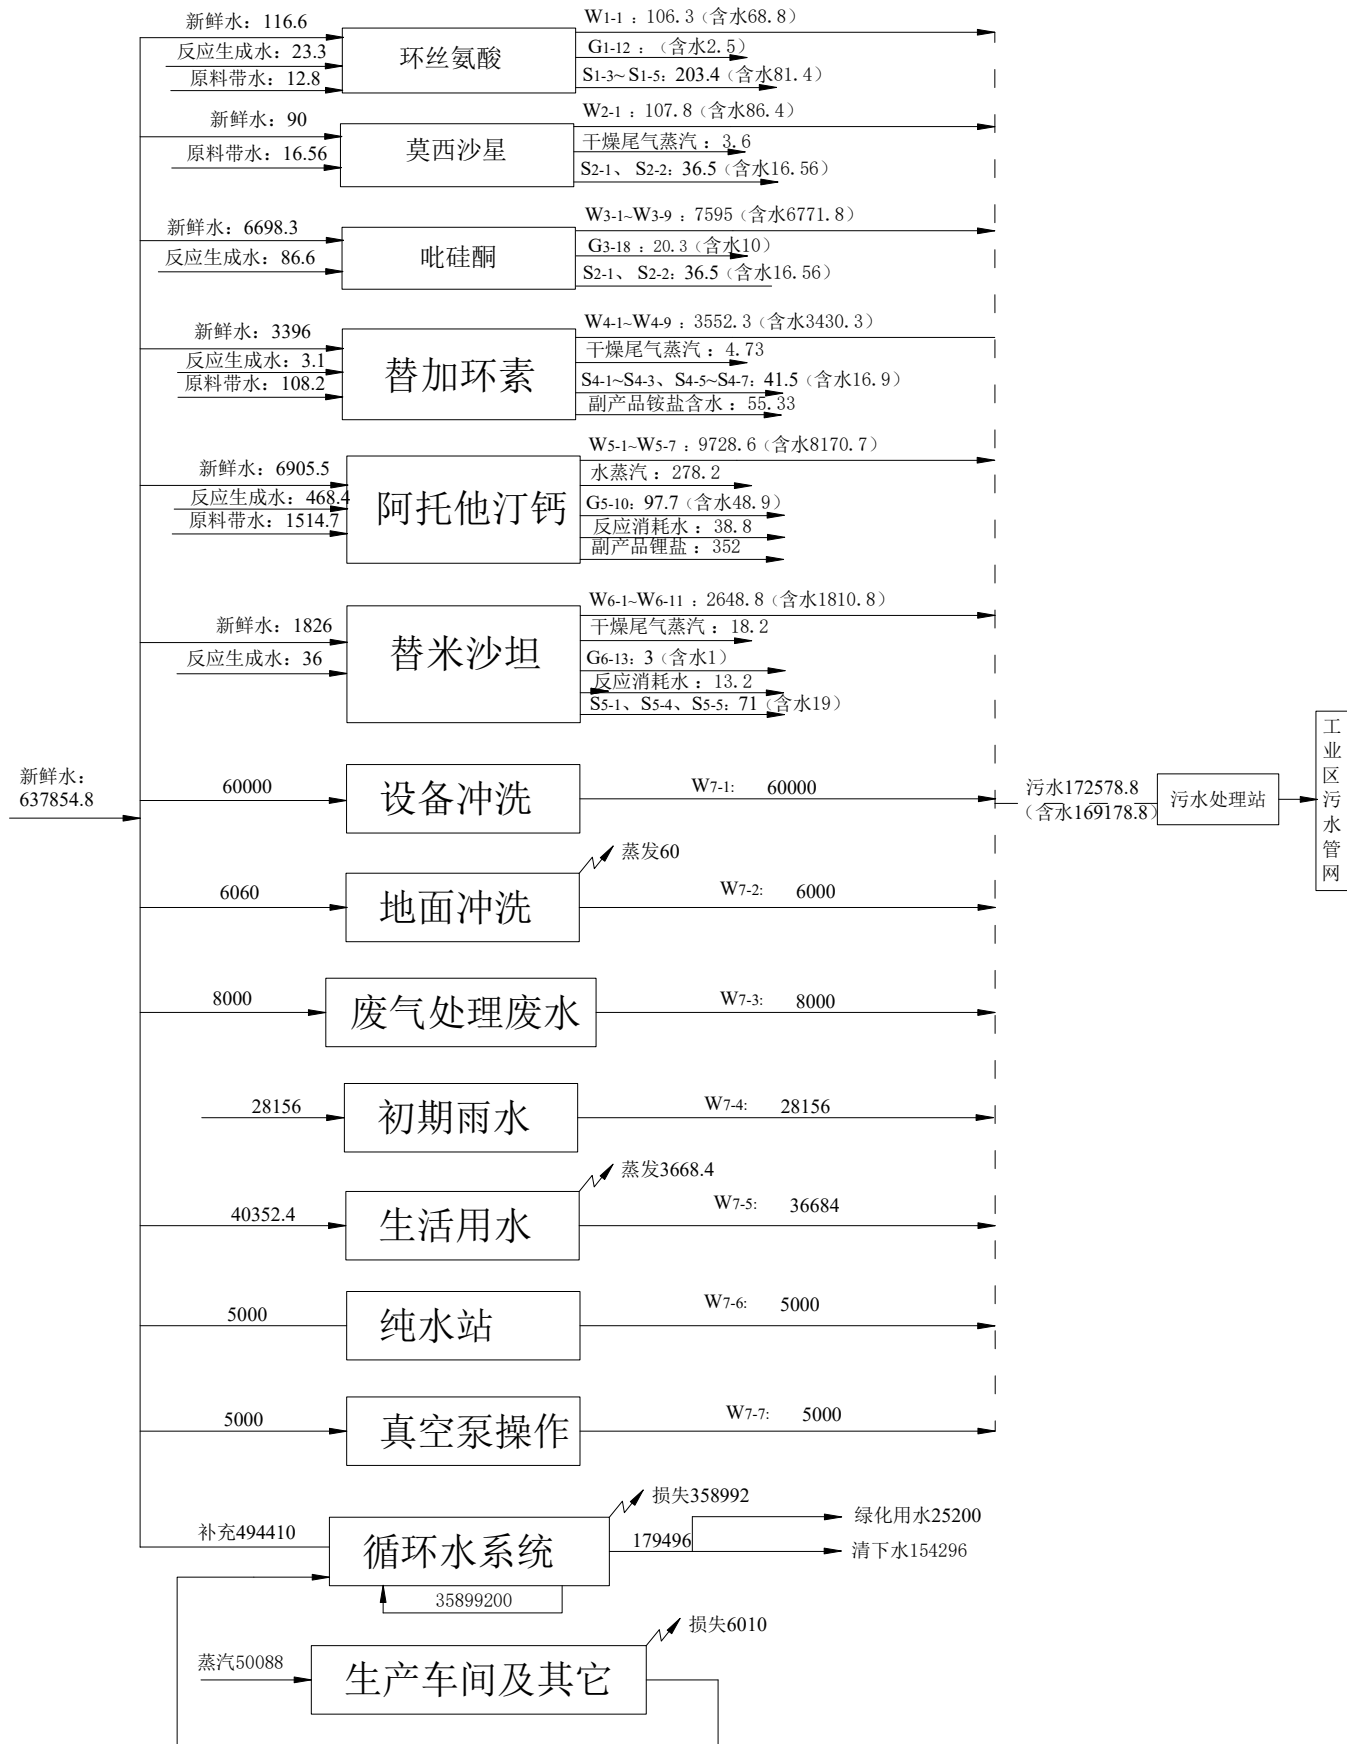 新鲜水：116.6
反应生成水：23.3
原料带水：12.8
环丝氨酸
W1-1 ：106.3（含水68.8）
G1-12 ：（含水2.5）
S1-3~ S1-5：203.4（含水81.4）
新鲜水：90
原料带水：16.56
莫西沙星
W2-1 ：107.8（含水86.4）
干燥尾气蒸汽 ：3.6
S2-1、 S2-2：36.5（含水16.56）
新鲜水：6698.3
反应生成水：86.6
吡硅酮
W3-1~W3-9 ：7595（含水6771.8）
G3-18 ：20.3（含水10）
S2-1、 S2-2：36.5（含水16.56）
新鲜水：3396
反应生成水：3.1
原料带水：108.2
替加环素
W4-1~W4-9 ：3552.3（含水3430.3）
干燥尾气蒸汽 ：4.73
S4-1~S4-3、S4-5~S4-7：41.5（含水16.9）
副产品铵盐含水 ：55.33
新鲜水：6905.5
反应生成水：468.4
原料带水：1514.7
阿托他汀钙
W5-1~W5-7 ：9728.6（含水8170.7）
水蒸汽 ：278.2
G5-10：97.7（含水48.9）
反应消耗水 ：38.8
副产品锂盐 ：352
新鲜水：1826
反应生成水：36
替米沙坦
W6-1~W6-11 ：2648.8（含水1810.8）
干燥尾气蒸汽 ：18.2
G6-13：3（含水1）
反应消耗水 ：13.2
S5-1、S5-4、S5-5：71（含水19）
新鲜水：
637854.8
60000
设备冲洗
W7-1: 60000
污水172578.8
（含水169178.8）
污水处理站
工业区污水管网
蒸发60
6060
地面冲洗
W7-2: 6000
8000
废气处理废水
W7-3: 8000
28156
初期雨水
W7-4: 28156
蒸发3668.4
40352.4
生活用水
W7-5: 36684
5000
纯水站
W7-6: 5000
5000
真空泵操作
W7-7: 5000
损失358992
补充494410
循环水系统
179496
绿化用水25200
清下水154296
35899200
损失6010
蒸汽50088
生产车间及其它